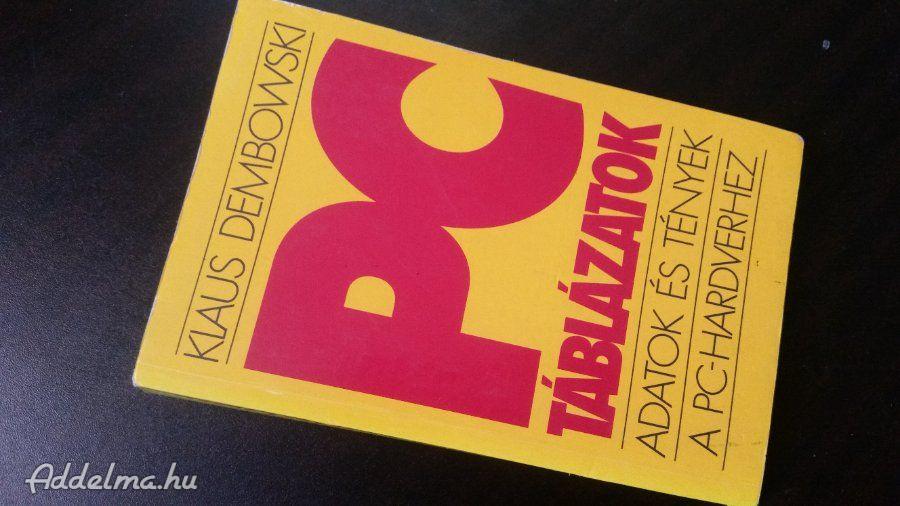 KLAUS DEMBOWSKI
PC
TÁBLÁZATOK
ADATOK ÉS TÉNYEK
A PC-HARDVERHEZ
Addelma.hu